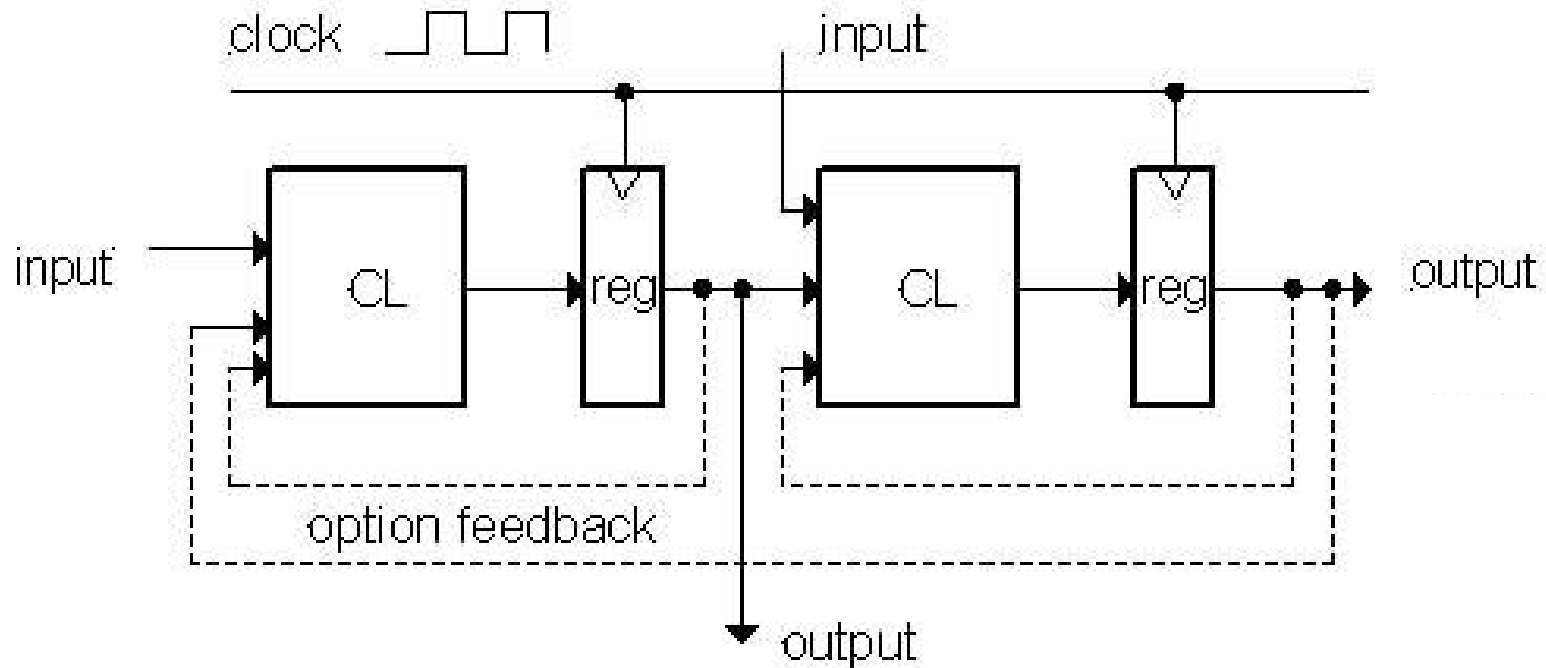 clock
input
input
CL
reg
CL
reg
output
option feedback
output